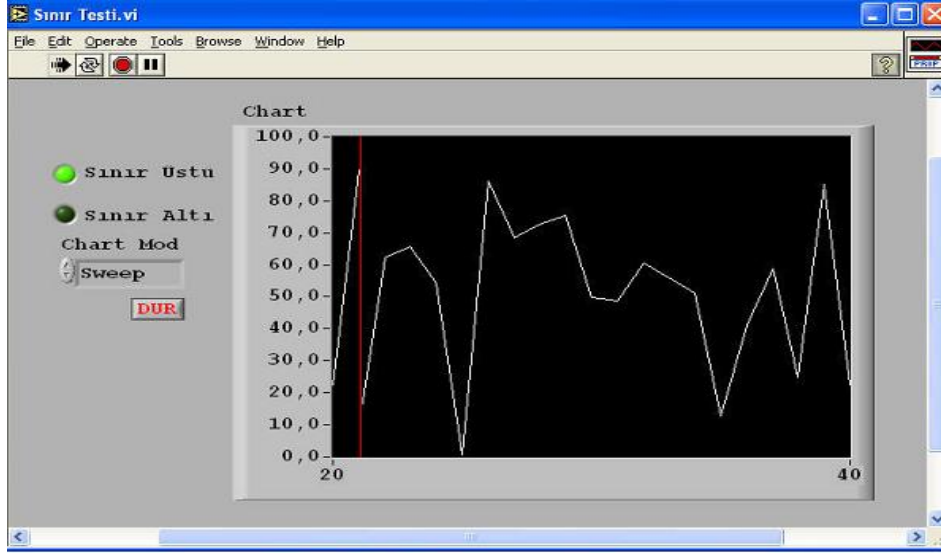 Sınır Testi.vi
File Edit Operate Tools Browse Window Help
?
Chart
Sınır Üstu
Sınır Altı
Chart Mod
Sweep
DUR
100,0
90,0
80,0
70,0
60,0
50,0
40,0
30,0
20,0
10,0
0,0
20 40